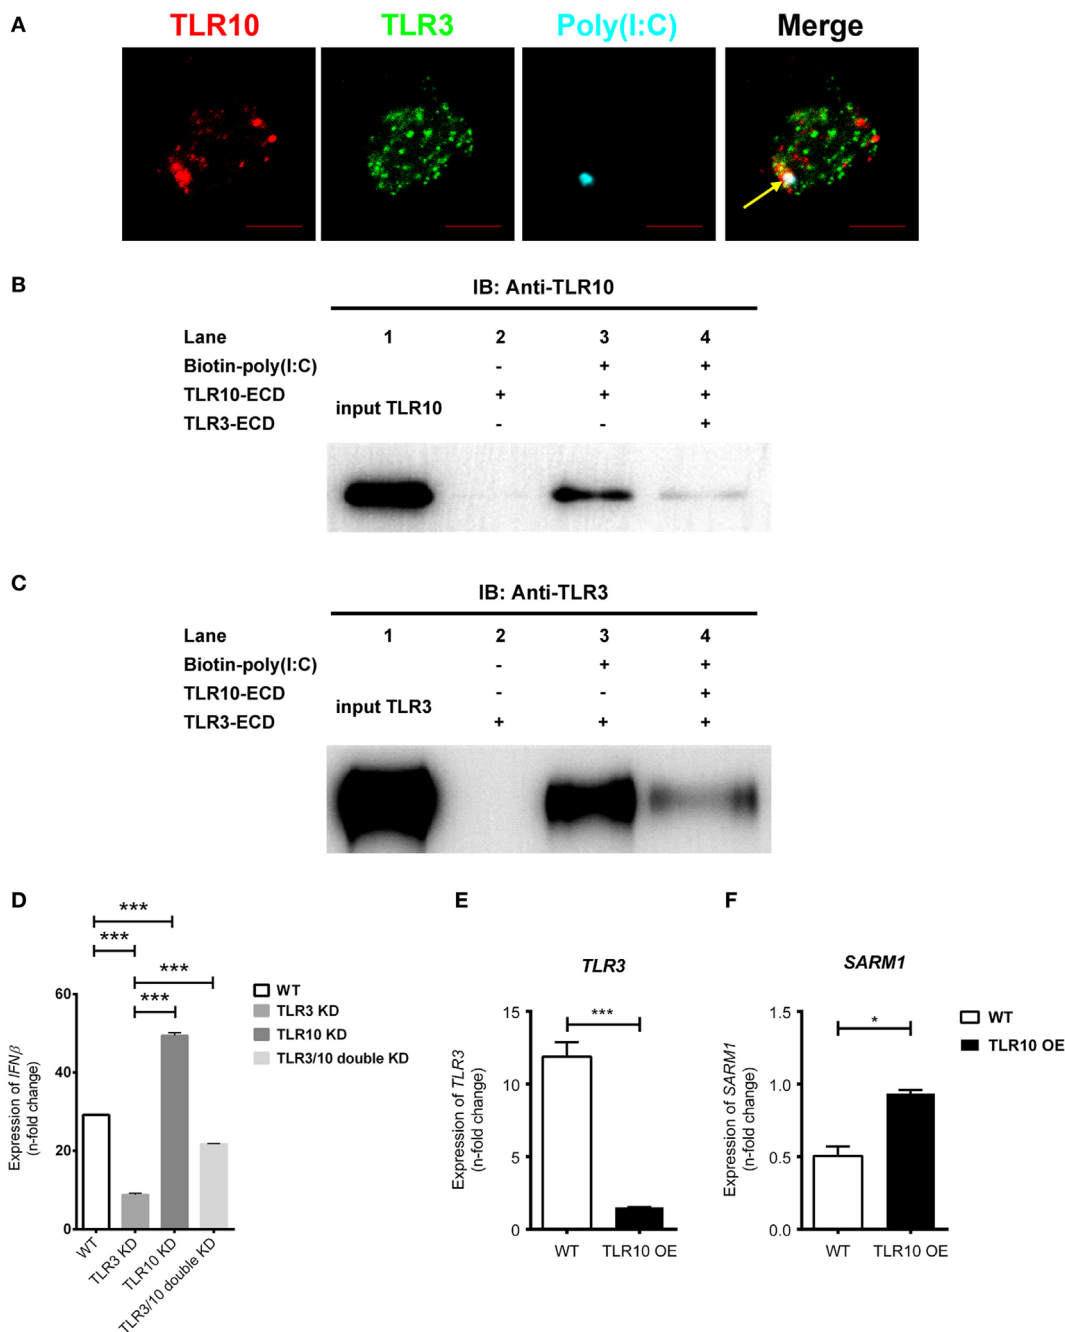 A
TLR10 TLR3 Poly(I:C) Merge
B
IB: Anti-TLR10
Lane 1 2 3 4
Biotin-poly(I:C) - + +
TLR10-ECD + + +
input TLR10
TLR3-ECD - - +
C
IB: Anti-TLR3
Lane 1 2 3 4
Biotin-poly(I:C) - + +
TLR10-ECD - - +
input TLR3
TLR3-ECD + + +
D
***
***
***
***
WT
TLR3 KD
TLR10 KD
TLR3/10 double KD
Expression of IFNβ
(n-fold change)
60
40
20
0
WT
TLR3 KD
TLR10 KD
TLR3/10 double KD
E
TLR3
***
Expression of TLR3
(n-fold change)
15
10
5
0
WT TLR10 OE
F
SARM1
*
WT
TLR10 OE
Expression of SARM1
(n-fold change)
1.5
1.0
0.5
0.0
WT TLR10 OE